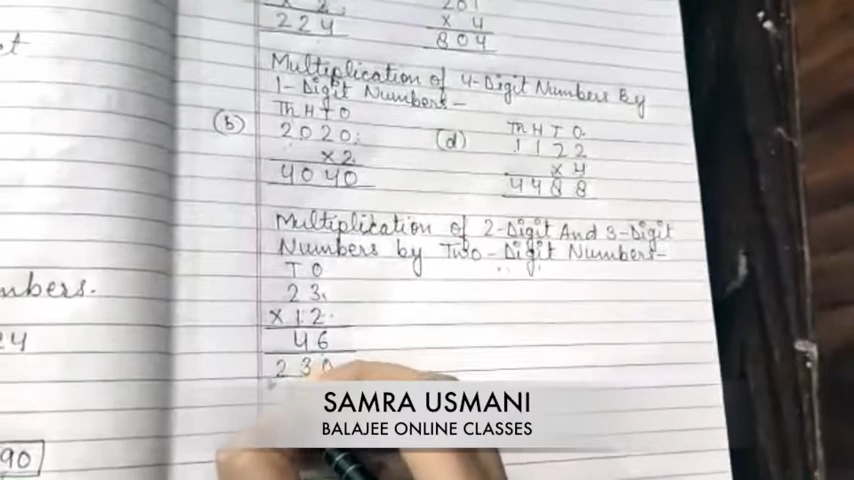 × 2
224
201
× 4
804
Multiplication of 4-Digit Numbers By
1-Digit Numbers-
(b) Th H T O
2020
×2
4040
(d) Th H T O
1122
×4
4488
Multiplication of 2-Digit And 3-Digit
Numbers by Two-Digit Numbers-
T O
23
×12
46
230
mbers.
24
90
SAMRA USMANI
BALAJEE ONLINE CLASSES